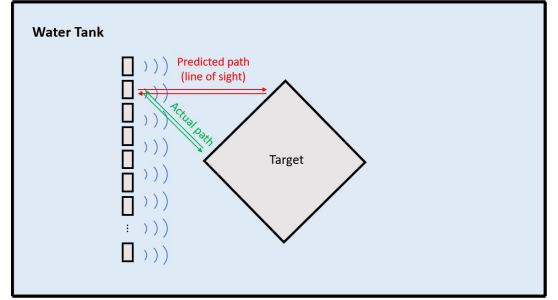 Water Tank
Predicted path
(line of sight)
Actual path
Target
...